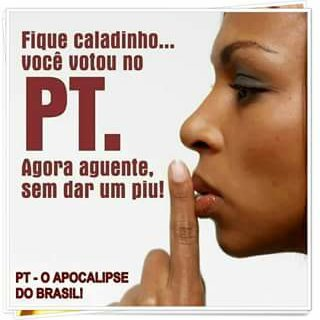 Fique caladinho...
você votou no
PT.
Agora aguente,
sem dar um piu!
PT - O APOCALIPSE
DO BRASIL!